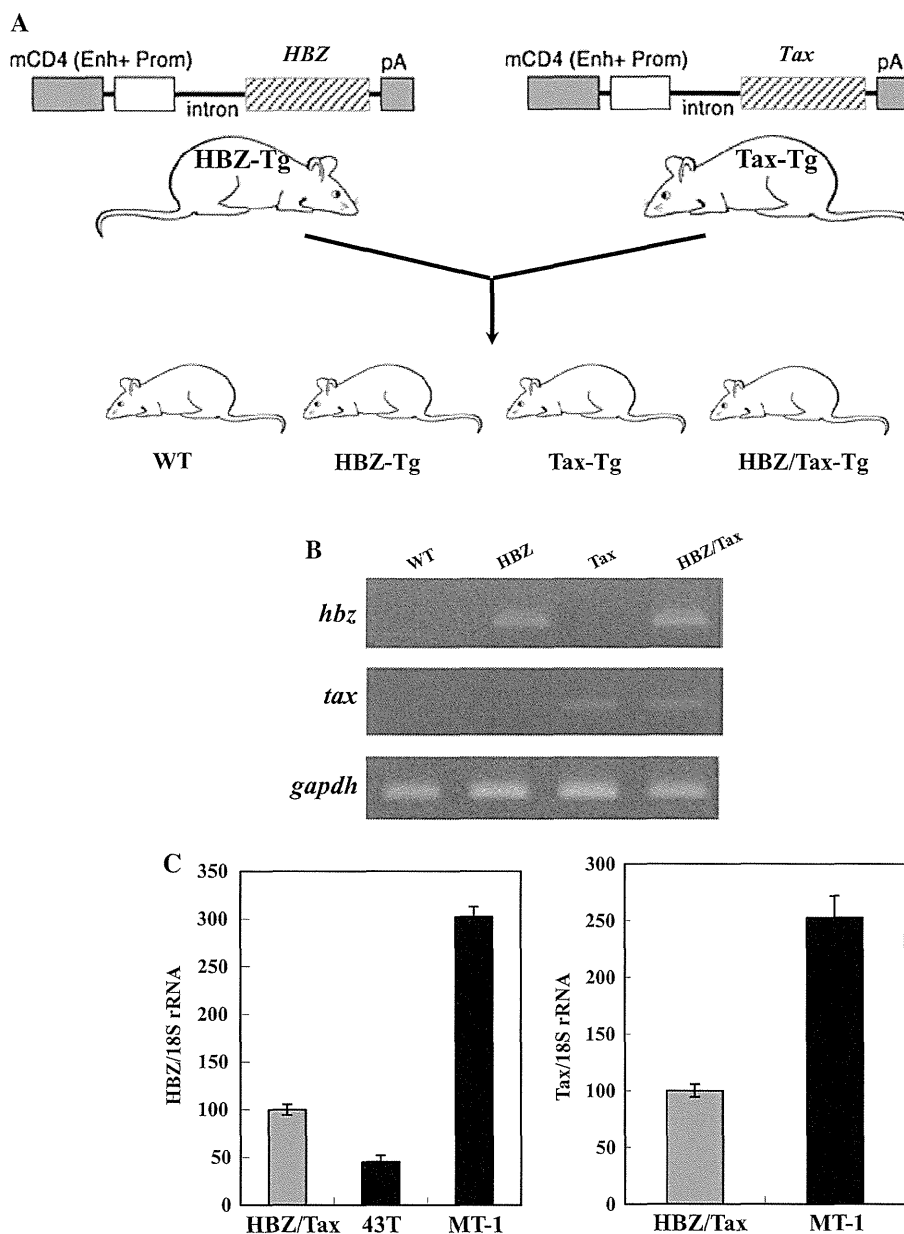 A
mCD4 (Enh+ Prom) HBZ pA
intron
mCD4 (Enh+ Prom) Tax pA
intron
HBZ-Tg
Tax-Tg
WT HBZ-Tg Tax-Tg HBZ/Tax-Tg
B
WT HBZ Tax HBZ/Tax
hbz
tax
gapdh
C
HBZ/18S rRNA
350
300
250
200
150
100
50
0
HBZ/Tax 43T MT-1
Tax/18S rRNA
300
250
200
150
100
50
0
HBZ/Tax MT-1